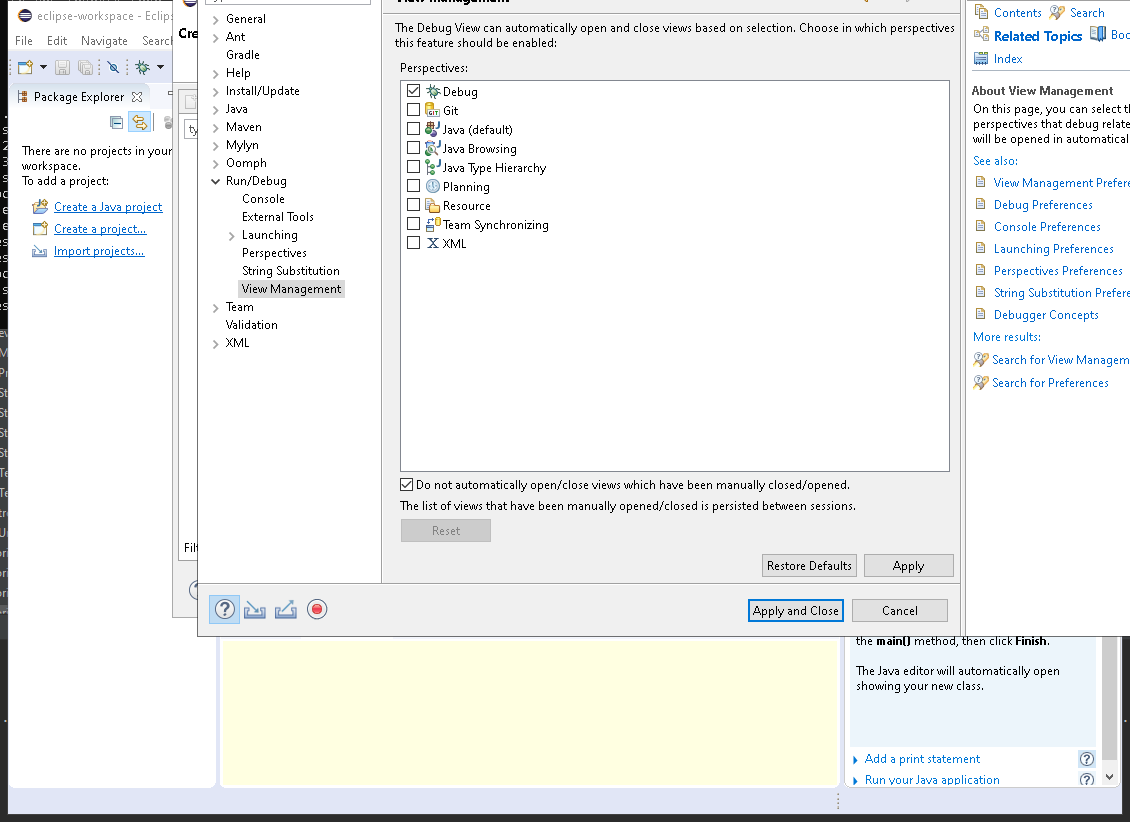 eclipse-workspace - Eclips
File Edit Navigate Search
Package Explorer
There are no projects in your
workspace.
To add a project:
Create a Java project
Create a project...
Import projects...
Cre
ty
Filt
General
Ant
Gradle
Help
Install/Update
Java
Maven
Mylyn
Oomph
Run/Debug
Console
External Tools
Launching
Perspectives
String Substitution
View Management
Team
Validation
XML
View Management
The Debug View can automatically open and close views based on selection. Choose in which perspectives
this feature should be enabled:
Perspectives:
Debug
Git
Java (default)
Java Browsing
Java Type Hierarchy
Planning
Resource
Team Synchronizing
XML
Do not automatically open/close views which have been manually closed/opened.
The list of views that have been manually opened/closed is persisted between sessions.
Reset
Restore Defaults Apply
Apply and Close Cancel
Contents Search
Related Topics Boo
Index
About View Management
On this page, you can select th
perspectives that debug relate
will be opened in automatical
See also:
View Management Prefere
Debug Preferences
Console Preferences
Launching Preferences
Perspectives Preferences
String Substitution Prefere
Debugger Concepts
More results:
Search for View Managem
Search for Preferences
the main() method, then click Finish.
The Java editor will automatically open
showing your new class.
Add a print statement
Run your Java application